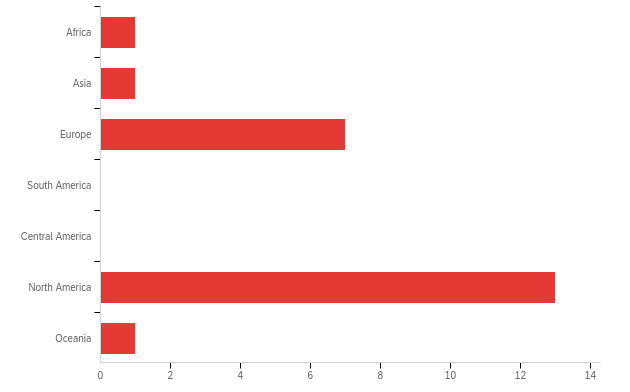 Africa
Asia
Europe
South America
Central America
North America
Oceania
0 2 4 6 8 10 12 14